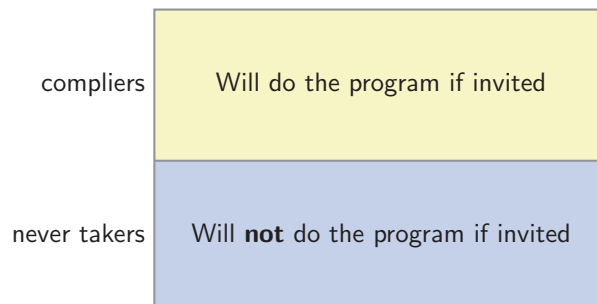 compliers Will do the program if invited
never takers Will not do the program if invited